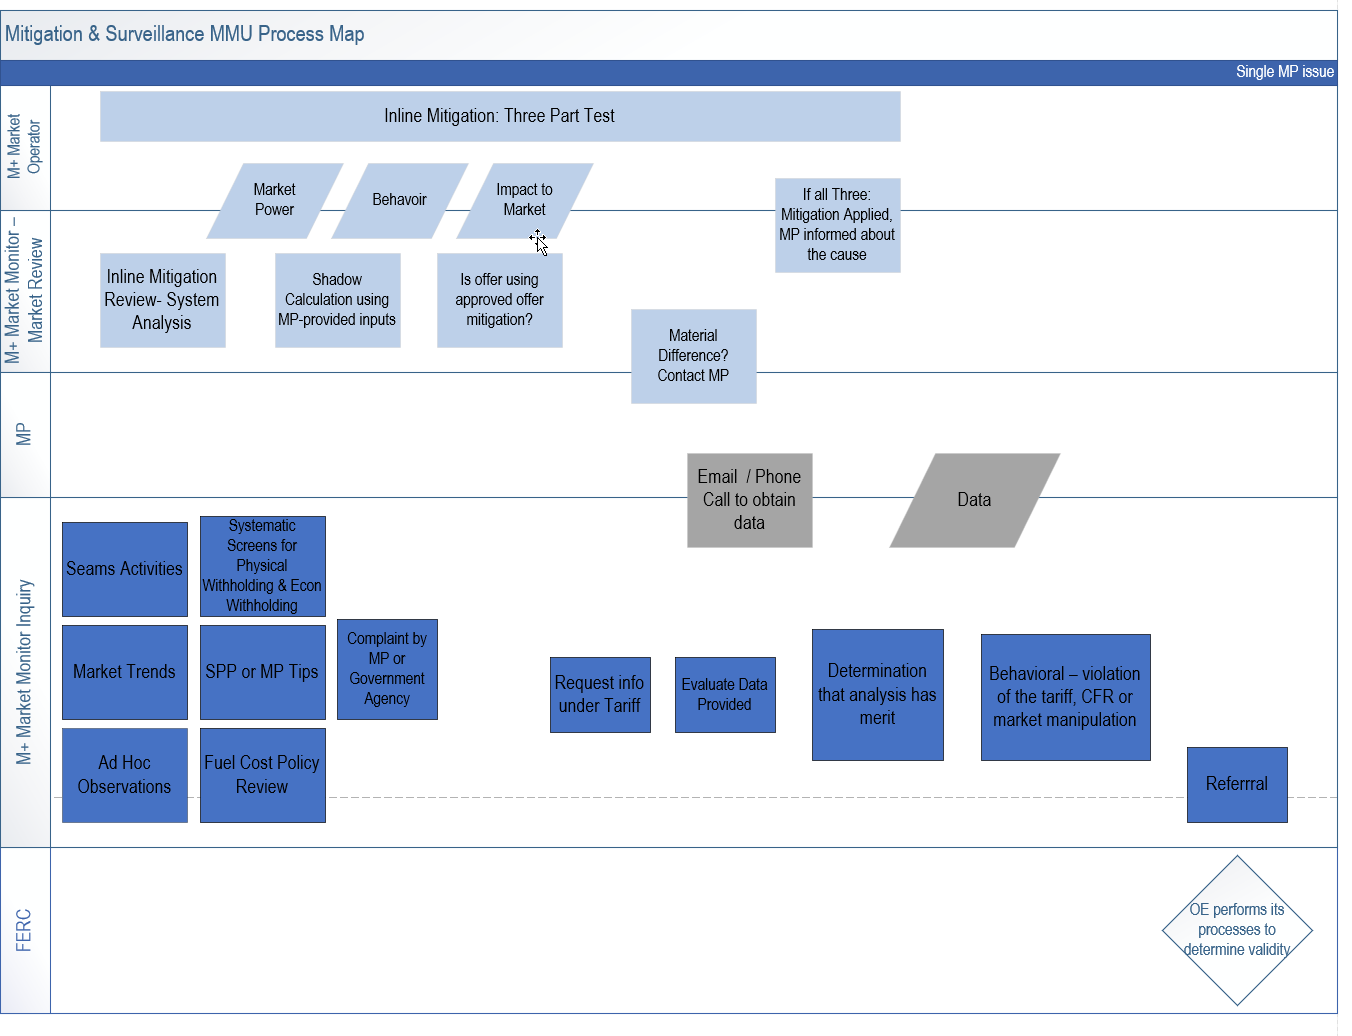 Mitigation & Surveillance MMU Process Map
Single MP issue
M+ Market
Operator
Inline Mitigation: Three Part Test
Market
Power
Behavoir
Impact to
Market
If all Three:
Mitigation Applied,
MP informed about
the cause
M+ Market Monitor –
Market Review
Inline Mitigation
Review- System
Analysis
Shadow
Calculation using
MP-provided inputs
Is offer using
approved offer
mitigation?
Material
Difference?
Contact MP
MP
Email / Phone
Call to obtain
data
Data
M+ Market Monitor Inquiry
Seams Activities
Systematic
Screens for
Physical
Withholding & Econ
Withholding
Market Trends
SPP or MP Tips
Complaint by
MP or
Government
Agency
Ad Hoc
Observations
Fuel Cost Policy
Review
Request info
under Tariff
Evaluate Data
Provided
Determination
that analysis has
merit
Behavioral – violation
of the tariff, CFR or
market manipulation
Referrral
FERC
OE performs its
processes to
determine validity